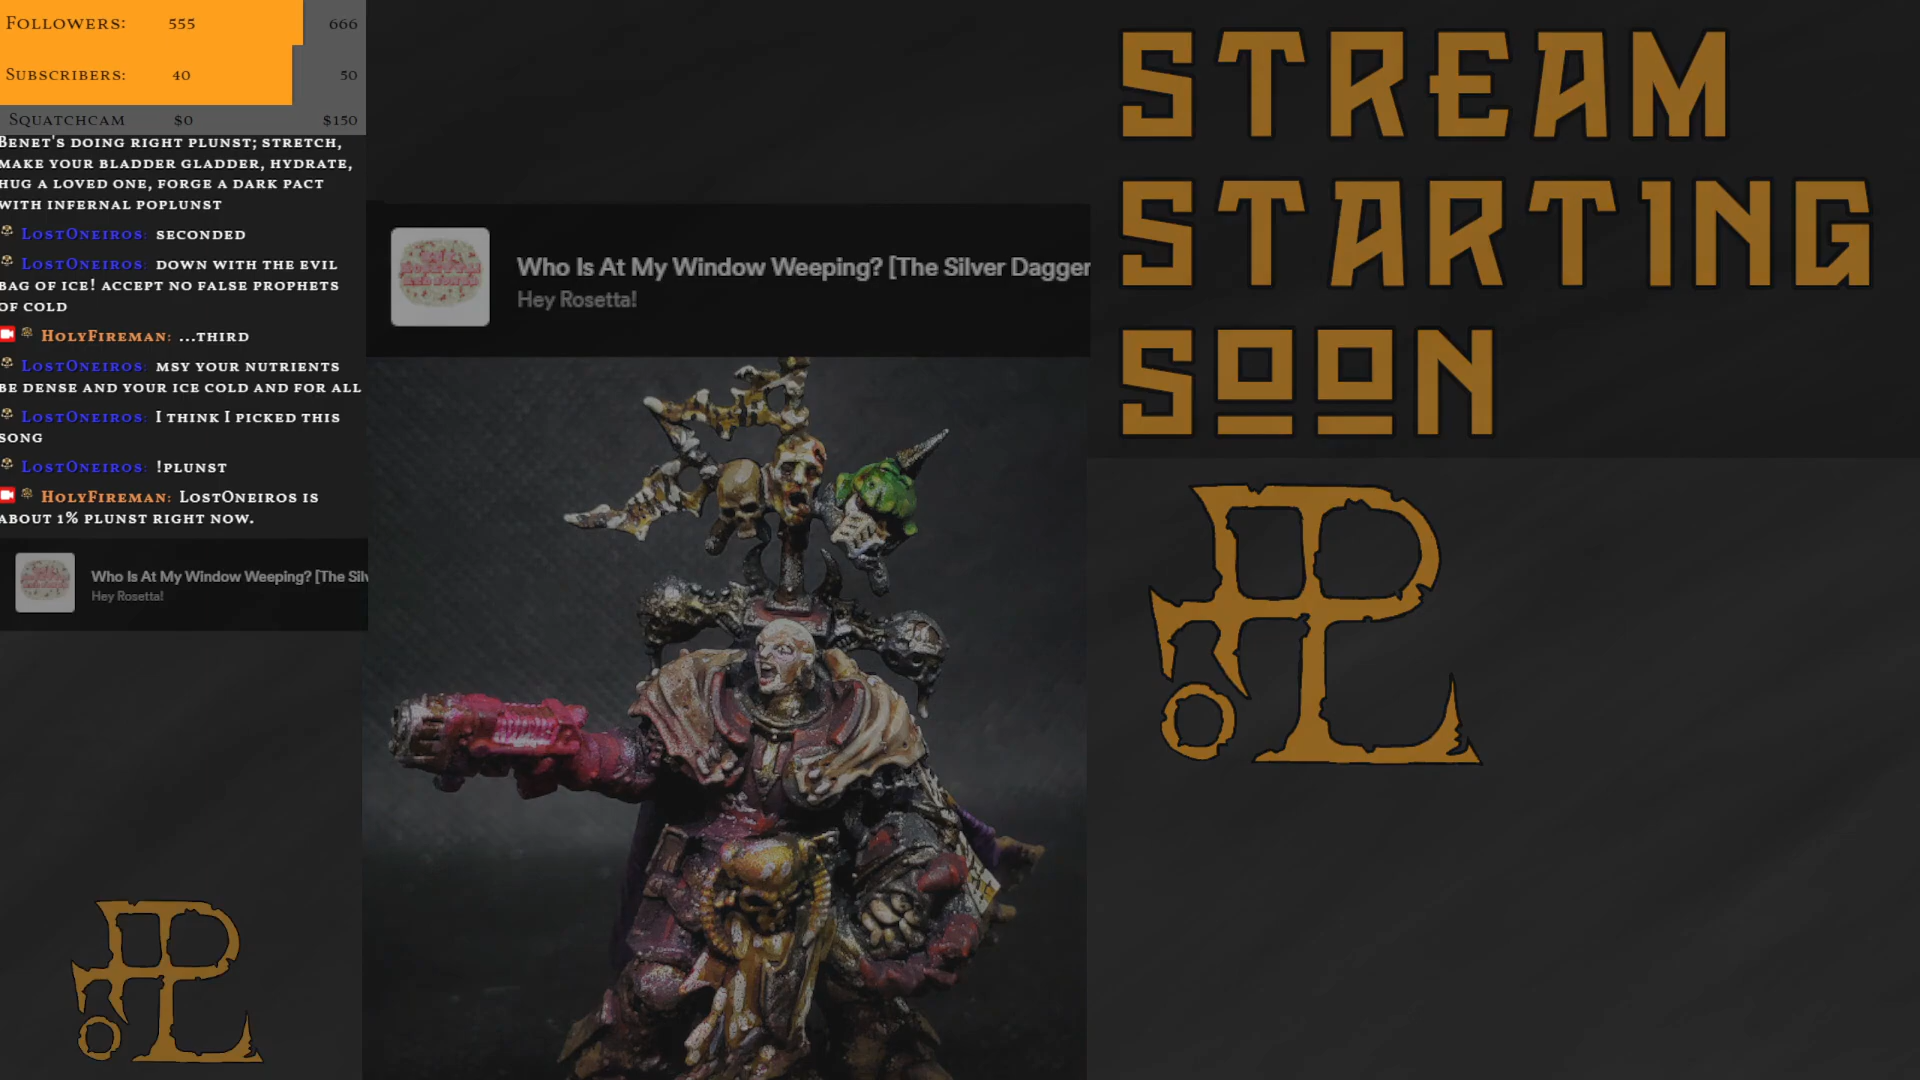 Followers: 555 666
Subscribers: 40 50
Squatchcam $0 $150
Benet's doing right plunst; stretch,
make your bladder gladder, hydrate,
hug a loved one, forge a dark pact
with infernal poplunst
LostOneiros: seconded
LostOneiros: down with the evil
bag of ice! accept no false prophets
of cold
HolyFireman: ...third
LostOneiros: msy your nutrients
be dense and your ice cold and for all
LostOneiros: I think I picked this
song
LostOneiros: !plunst
HolyFireman: LostOneiros is
about 1% plunst right now.
Who Is At My Window Weeping? [The Silv
Hey Rosetta!
Who Is At My Window Weeping? [The Silver Dagger
Hey Rosetta!
STREAM
STARTING
SOON